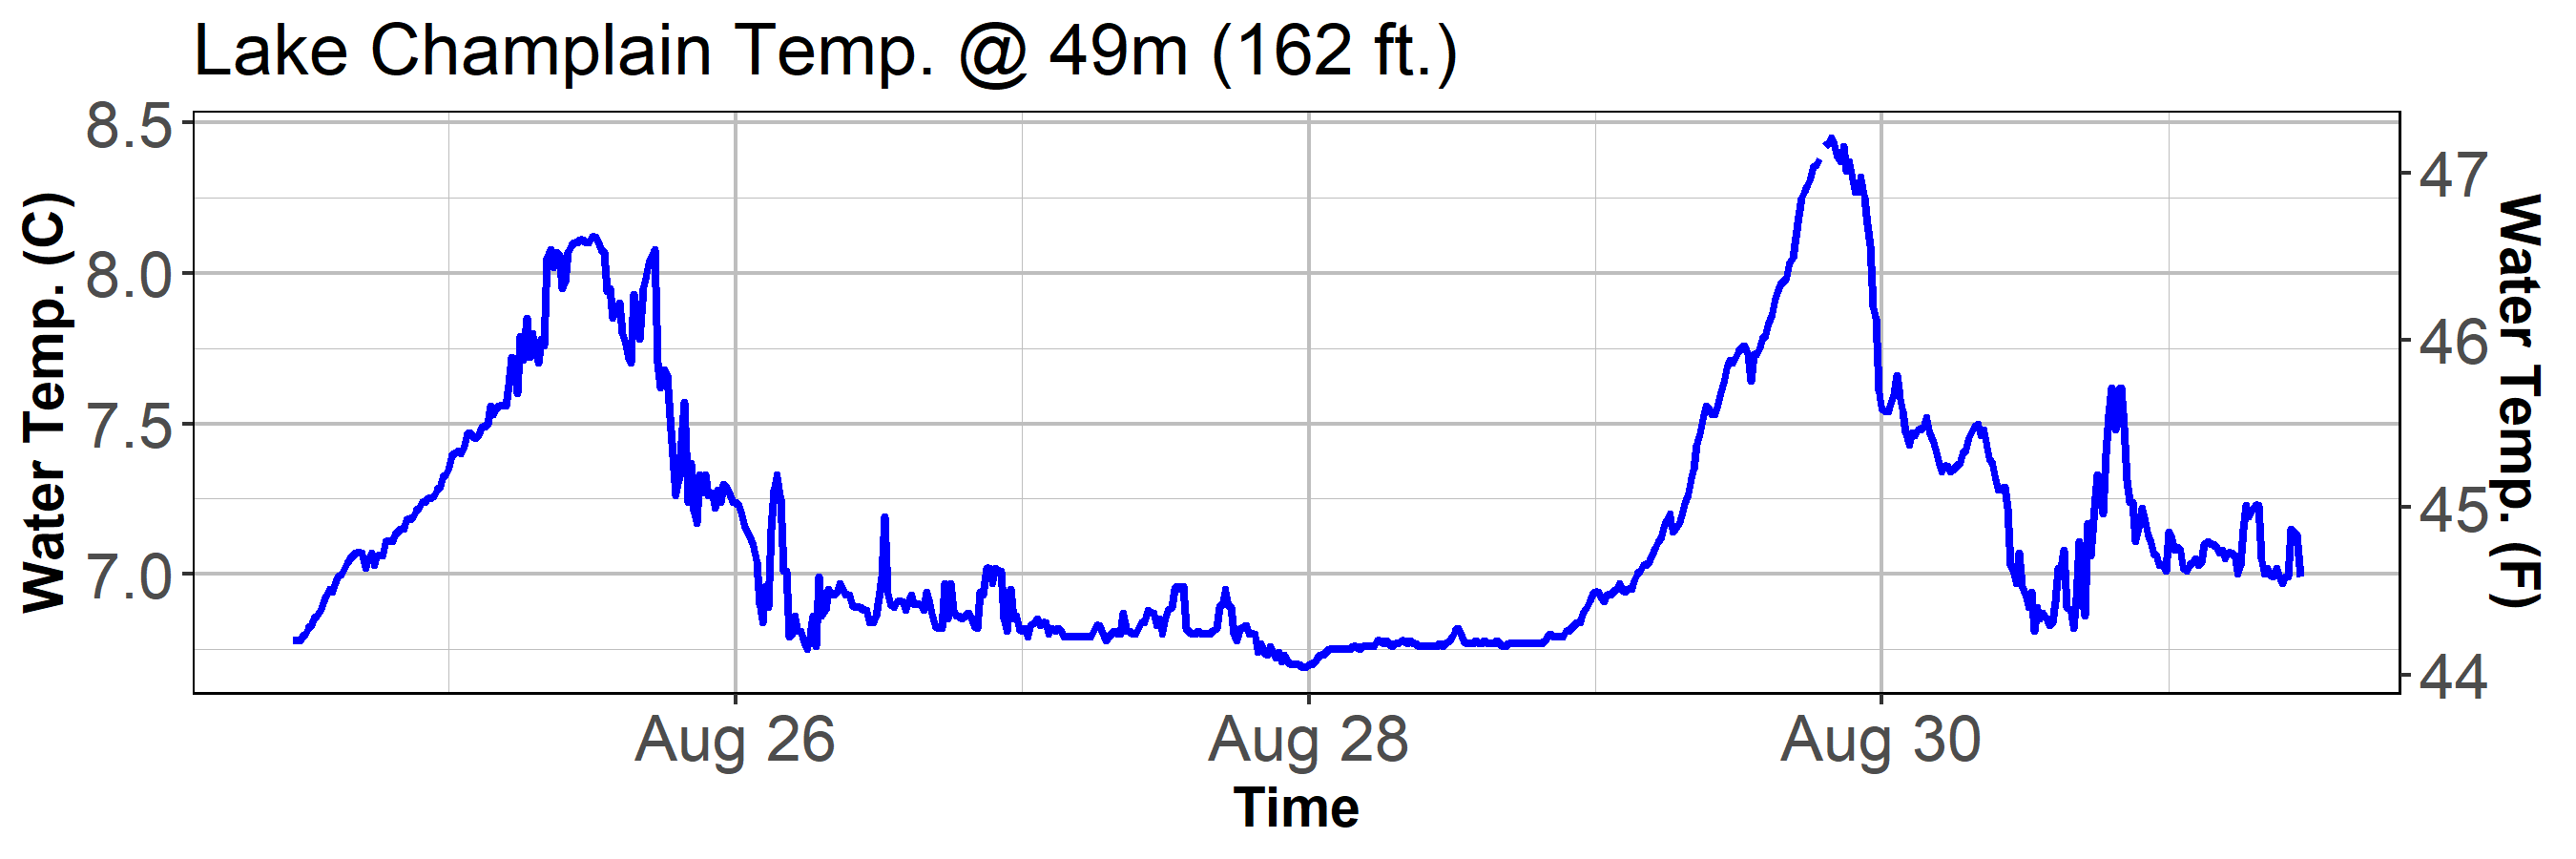 Lake Champlain Temp. @ 49m (162 ft.)
Water Temp. (C)
8.5
8.0
7.5
7.0
47
46
45
44
Water Temp. (F)
Aug 26
Aug 28
Aug 30
Time